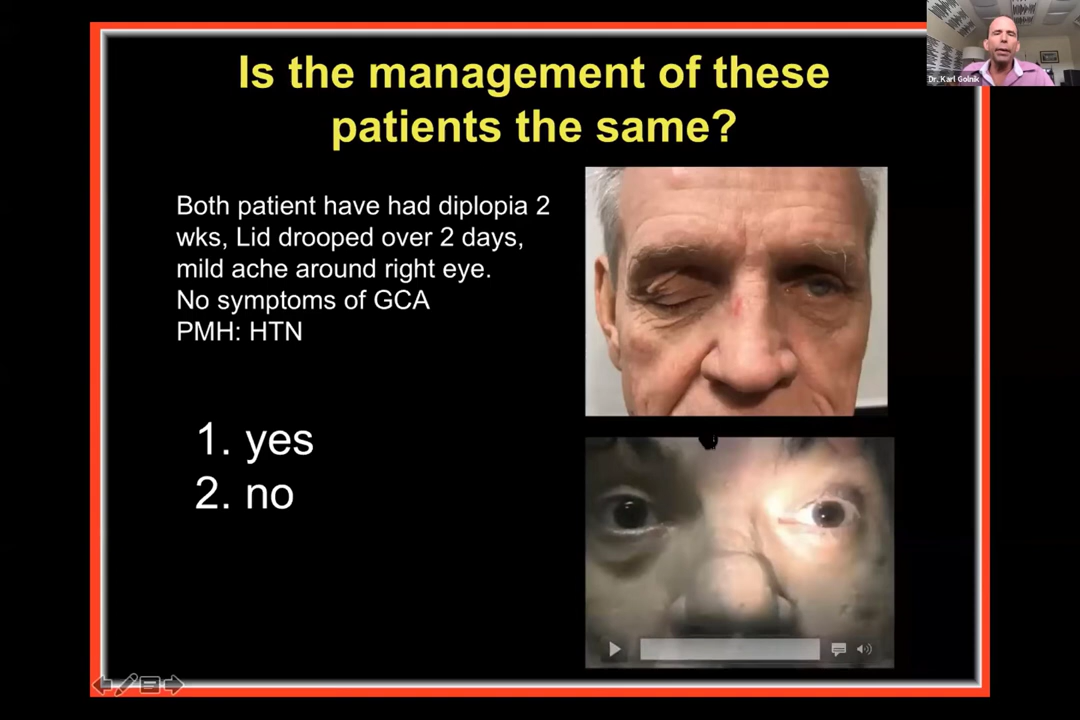 Is the management of these
patients the same?
Dr. Karl Golnik
Both patient have had diplopia 2
wks, Lid drooped over 2 days,
mild ache around right eye.
No symptoms of GCA
PMH: HTN
1. yes
2. no